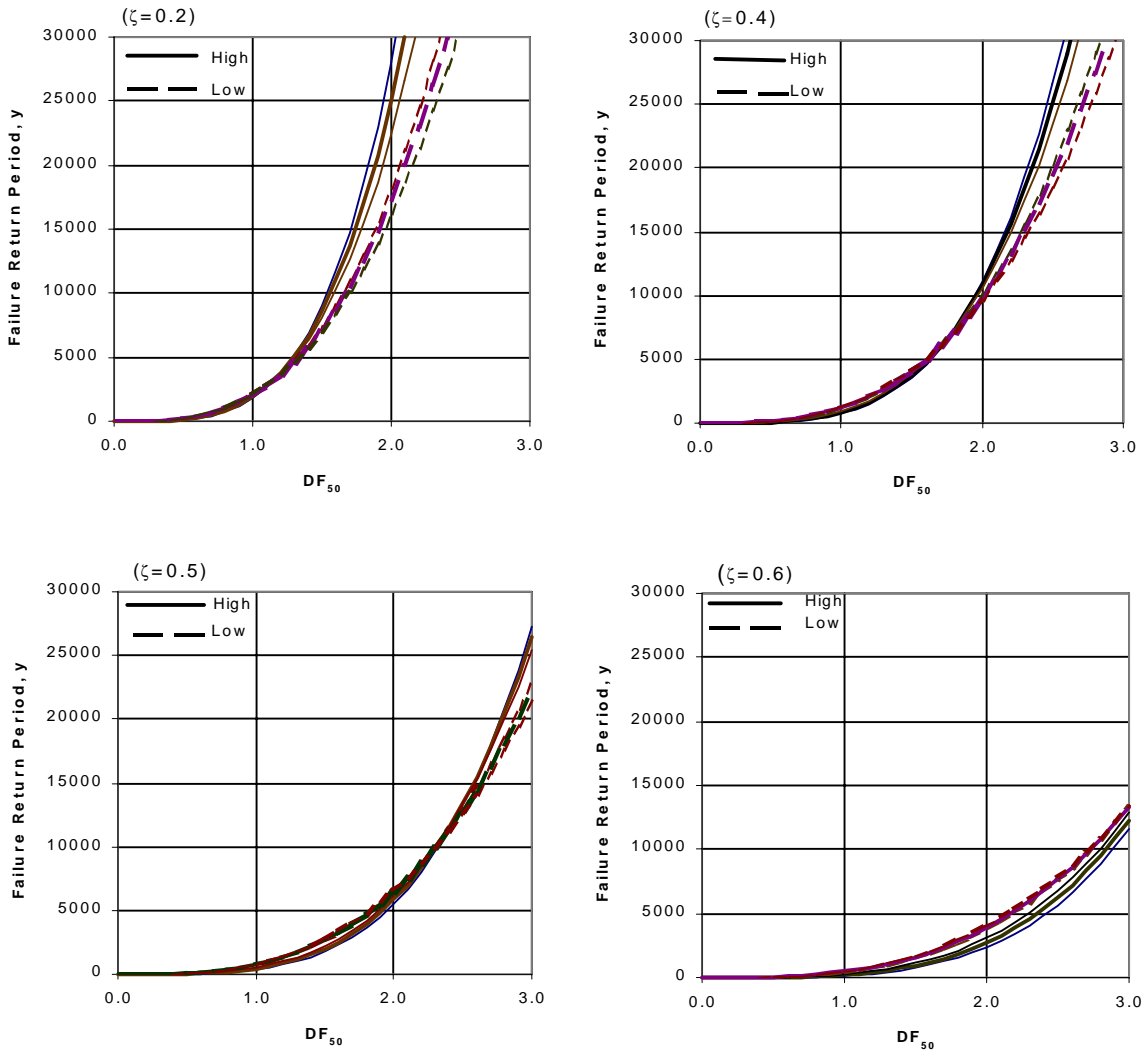 (ζ=0.2)
30000
25000
20000
15000
10000
5000
0
0.0 1.0 2.0 3.0
High
Low
Failure Return Period, y
DF50
(ζ=0.4)
30000
25000
20000
15000
10000
5000
0
0.0 1.0 2.0 3.0
High
Low
Failure Return Period, y
DF50
(ζ=0.5)
30000
25000
20000
15000
10000
5000
0
0.0 1.0 2.0 3.0
High
Low
Failure Return Period, y
DF50
(ζ=0.6)
30000
25000
20000
15000
10000
5000
0
0.0 1.0 2.0 3.0
High
Low
Failure Return Period, y
DF50